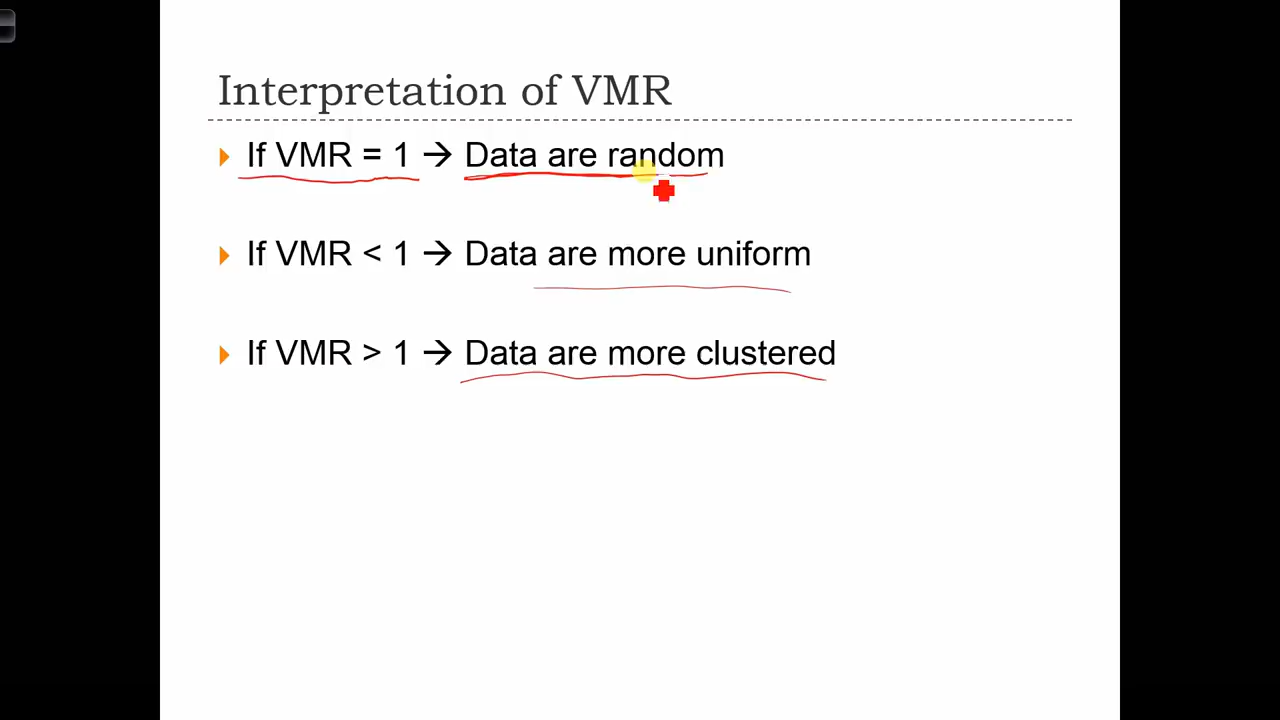 Interpretation of VMR
If VMR = 1 → Data are random
If VMR < 1 → Data are more uniform
If VMR > 1 → Data are more clustered